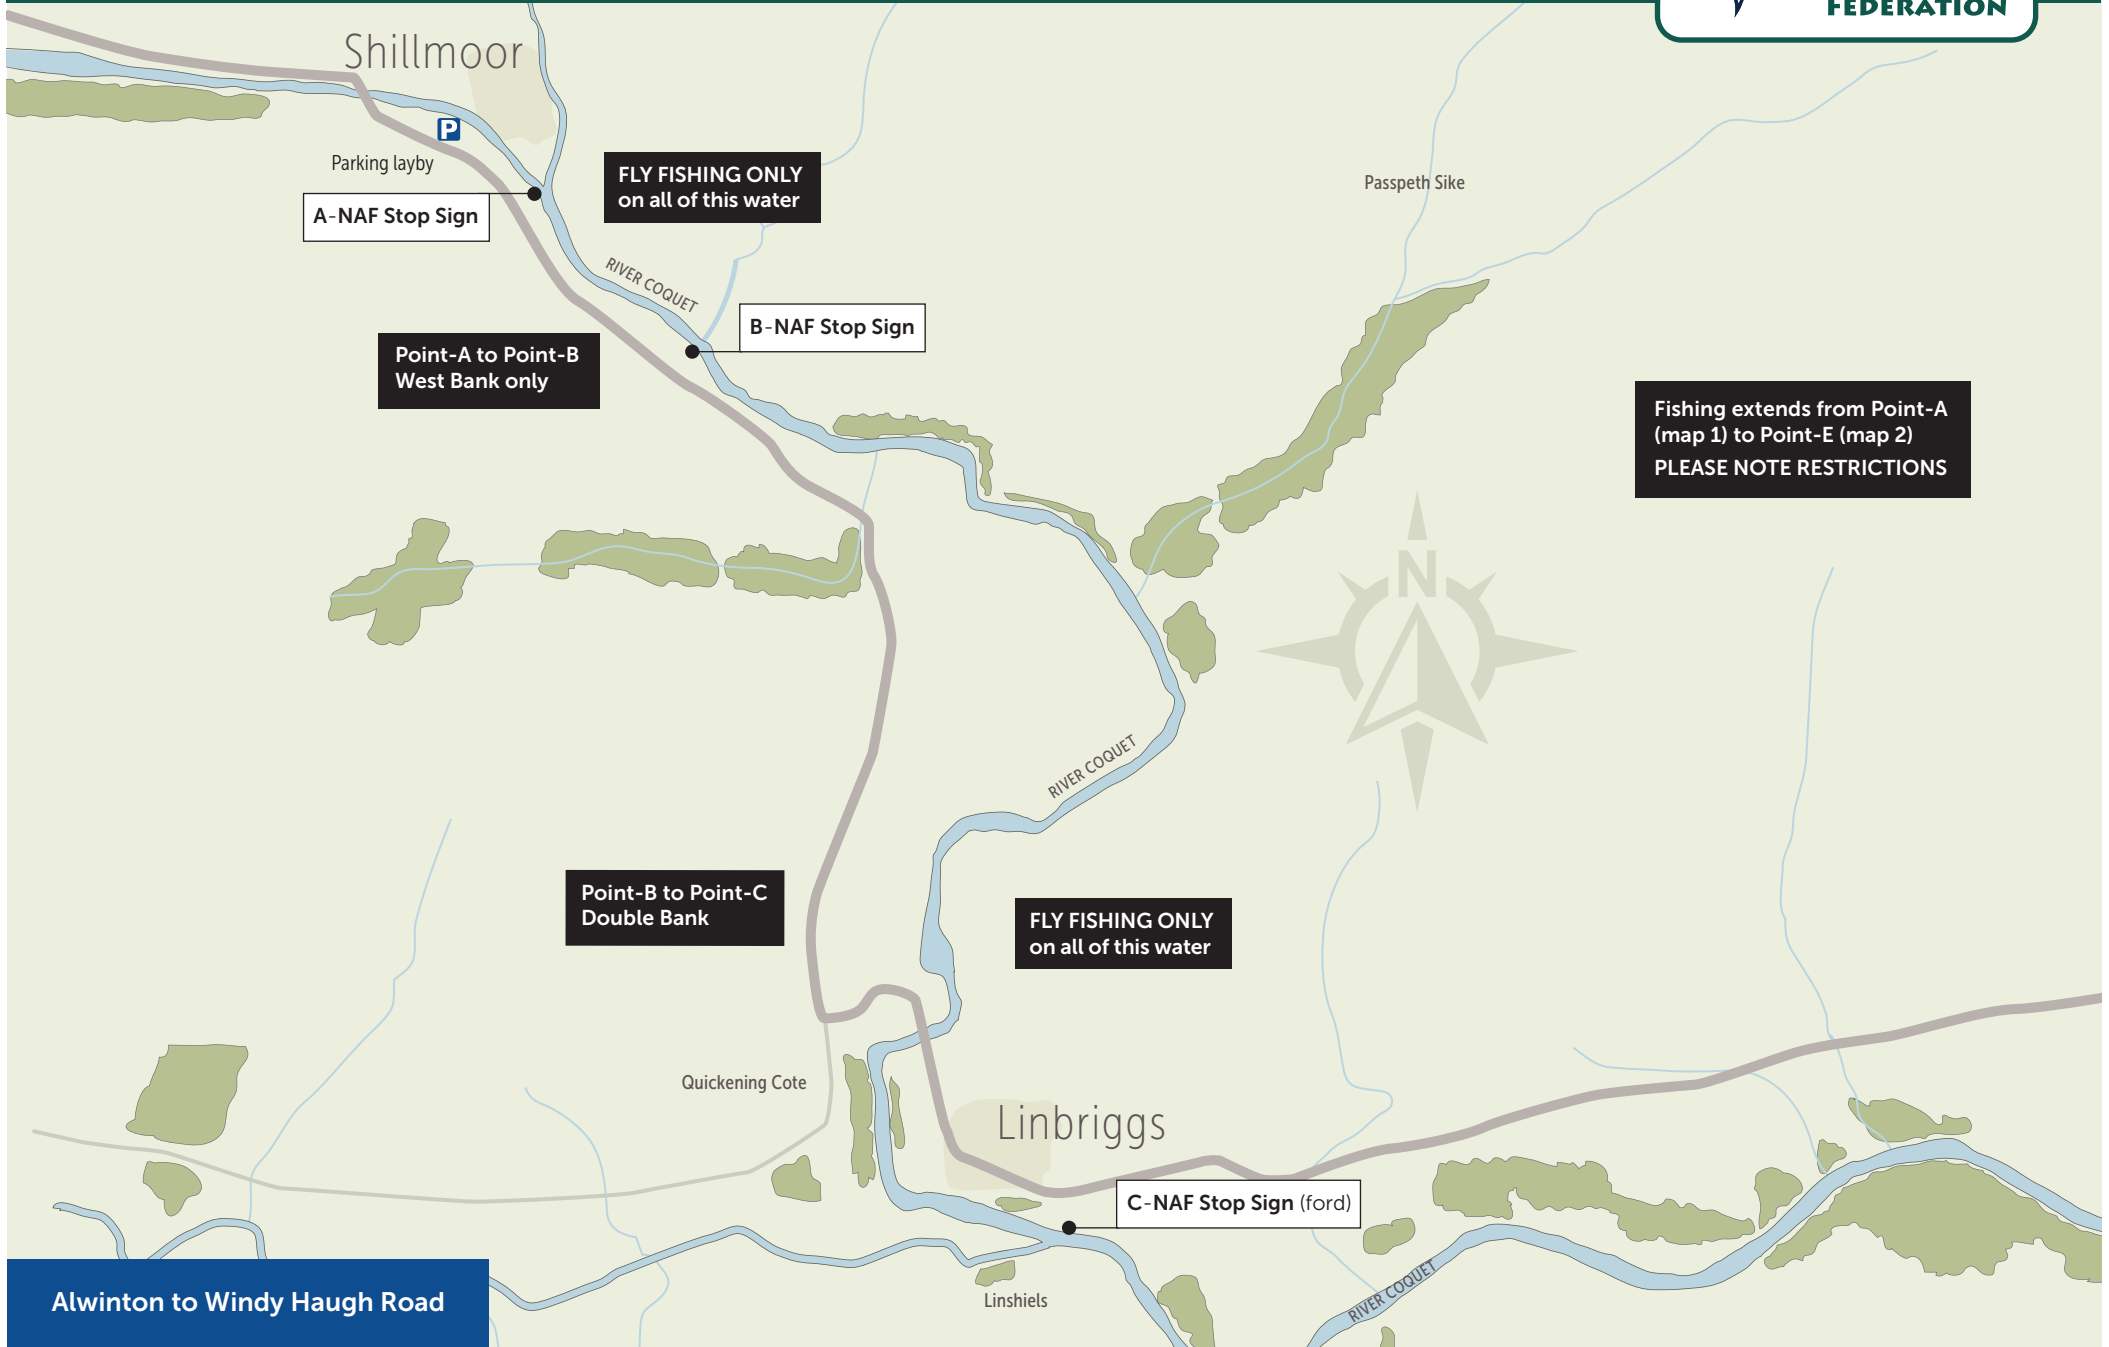 FEDERATION
Shillmoor
P
Parking layby
A-NAF Stop Sign
FLY FISHING ONLY
on all of this water
Passpeth Sike
RIVER COQUET
B-NAF Stop Sign
Point-A to Point-B
West Bank only
Fishing extends from Point-A
(map 1) to Point-E (map 2)
PLEASE NOTE RESTRICTIONS
N
RIVER COQUET
Point-B to Point-C
Double Bank
FLY FISHING ONLY
on all of this water
Quickening Cote
Linbriggs
C-NAF Stop Sign (ford)
RIVER COQUET
Linshiels
Alwinton to Windy Haugh Road